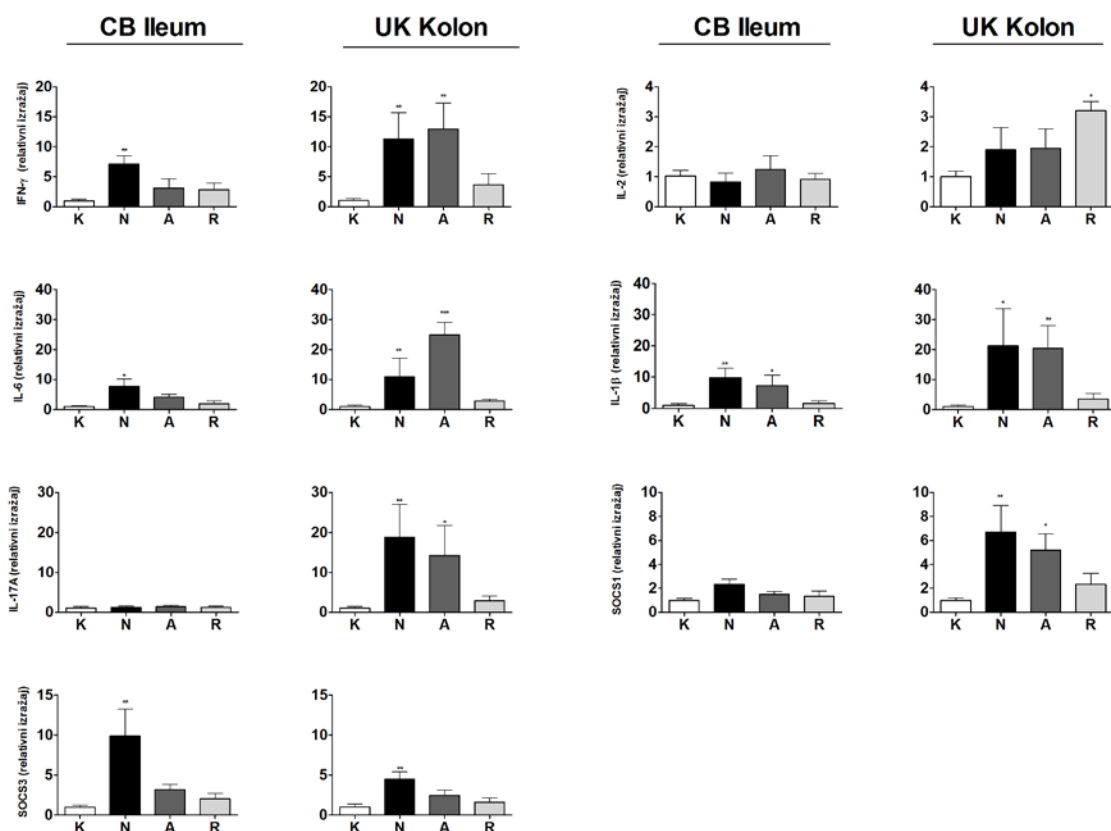 CB Ileum UK Kolon CB Ileum UK Kolon
IFN-γ (relativni izražaj) 20 15 10 5 0 ** K N A R
20 15 10 5 0 ** ** K N A R
IL-2 (relativni izražaj) 4 3 2 1 0 K N A R
4 3 2 1 0 * K N A R
IL-6 (relativni izražaj) 40 30 20 10 0 * K N A R
40 30 20 10 0 ** *** K N A R
IL-1β (relativni izražaj) 40 30 20 10 0 ** * K N A R
40 30 20 10 0 * ** K N A R
IL-17A (relativni izražaj) 30 20 10 0 K N A R
30 20 10 0 ** * K N A R
SOCS1 (relativni izražaj) 10 8 6 4 2 0 K N A R
10 8 6 4 2 0 ** * K N A R
SOCS3 (relativni izražaj) 15 10 5 0 ** K N A R
15 10 5 0 ** K N A R